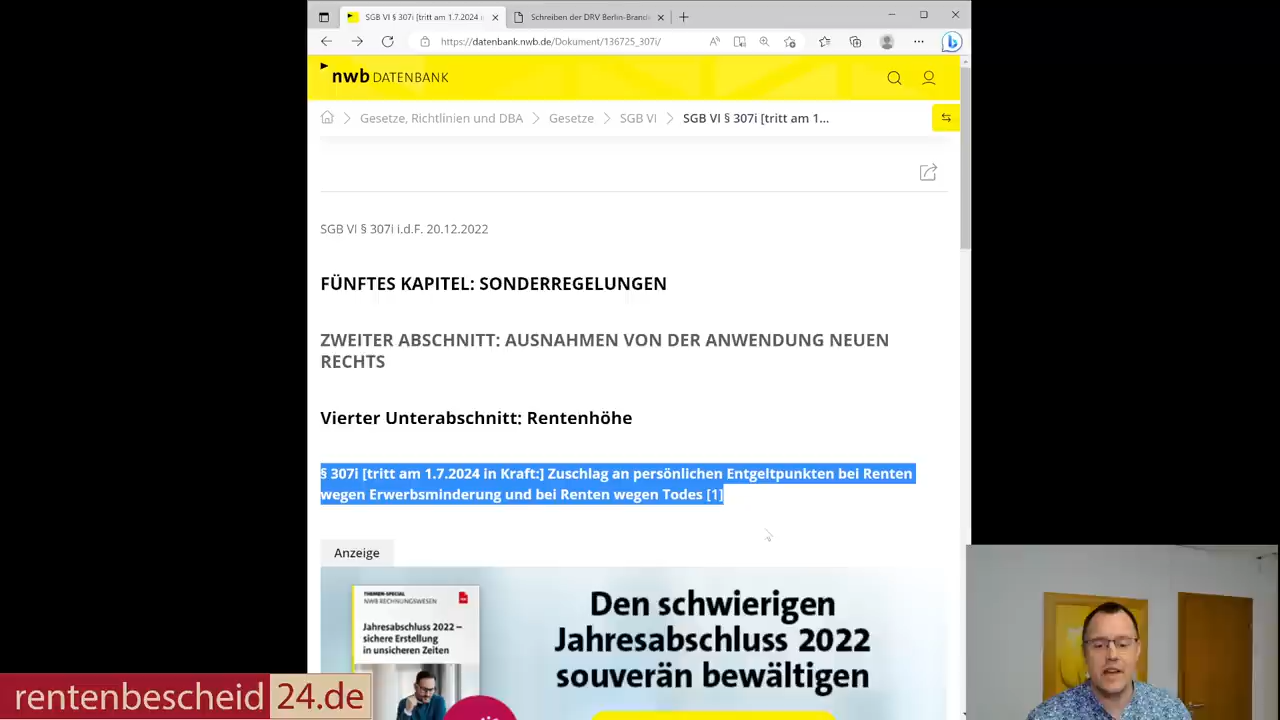 SGB VI § 307i [tritt am 1.7.2024 i
Schreiben der DRV Berlin-Brand
https://datenbank.nwb.de/Dokument/136725_307i/
nwb DATENBANK
Gesetze, Richtlinien und DBA
Gesetze
SGB VI
SGB VI § 307i [tritt am 1...
SGB VI § 307i i.d.F. 20.12.2022
FÜNFTES KAPITEL: SONDERREGELUNGEN
ZWEITER ABSCHNITT: AUSNAHMEN VON DER ANWENDUNG NEUEN
RECHTS
Vierter Unterabschnitt: Rentenhöhe
§ 307i [tritt am 1.7.2024 in Kraft:] Zuschlag an persönlichen Entgeltpunkten bei Renten
wegen Erwerbsminderung und bei Renten wegen Todes [1]
Anzeige
THEMEN-SPECIAL
NWB RECHNUNGSWESEN
Jahresabschluss 2022 –
sichere Erstellung
in unsicheren Zeiten
Den schwierigen
Jahresabschluss 2022
souverän bewältigen
rentenbescheid 24.de